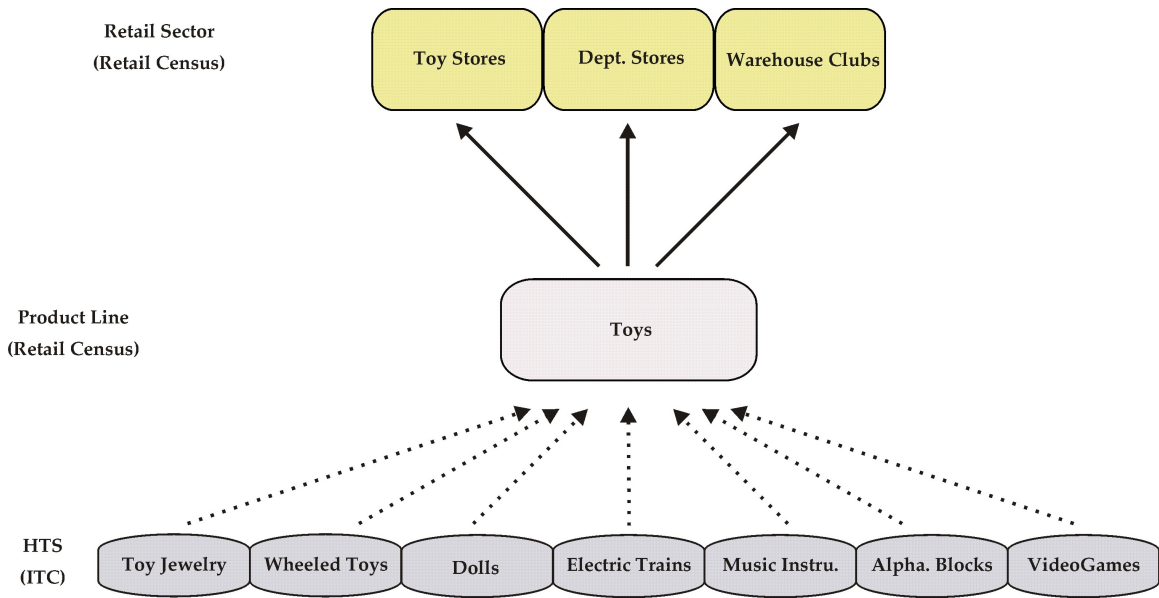 Retail Sector
(Retail Census)
Toy Stores
Dept. Stores
Warehouse Clubs
Product Line
(Retail Census)
Toys
HTS
(ITC)
Toy Jewelry
Wheeled Toys
Dolls
Electric Trains
Music Instru.
Alpha. Blocks
VideoGames